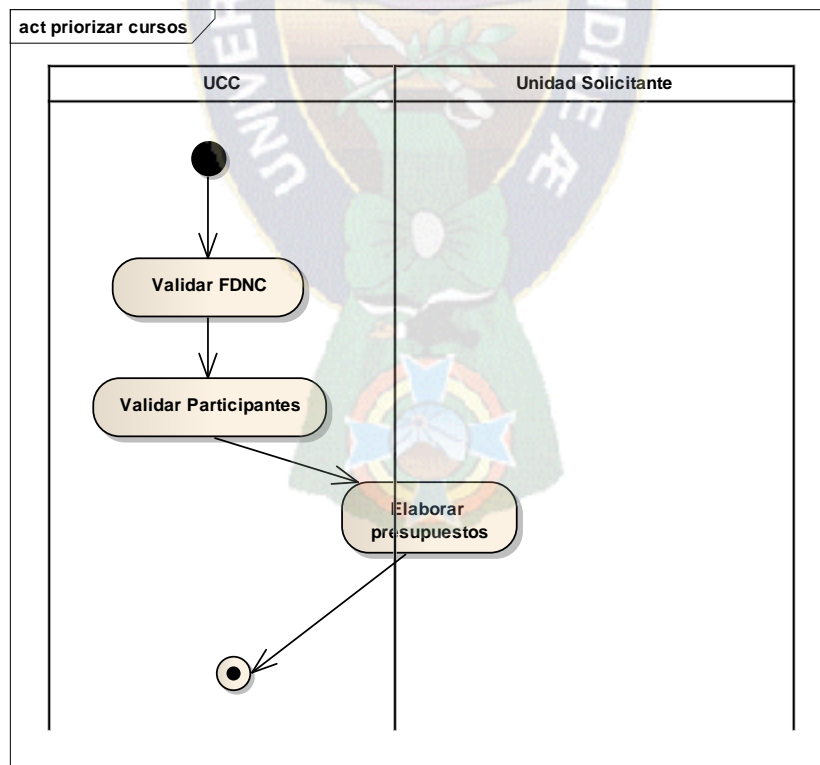 act priorizar cursos
UCC
Unidad Solicitante
Validar FDNC
Validar Participantes
Elaborar
presupuestos